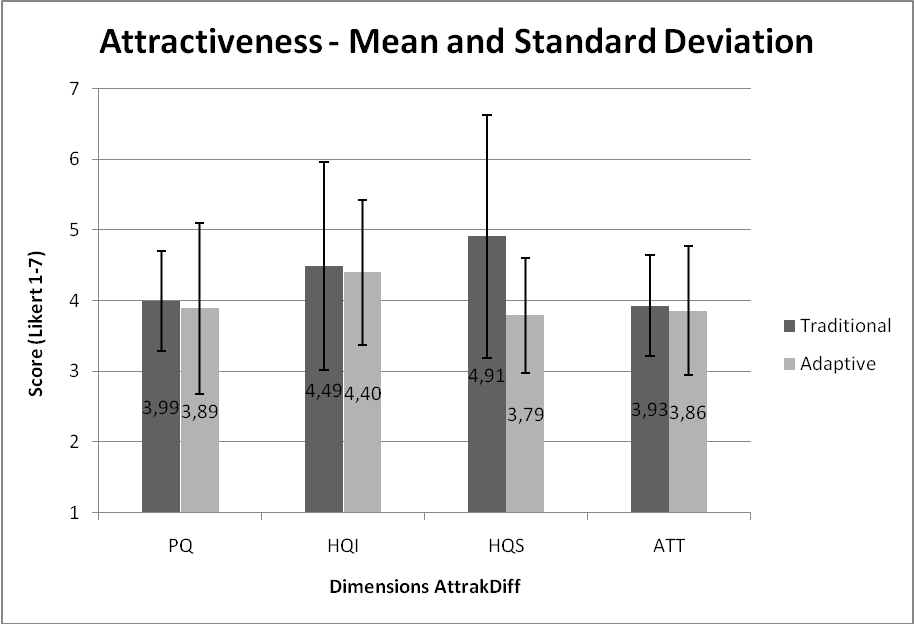 Attractiveness - Mean and Standard Deviation
7
6
5
4
3
2
1
Score (Likert 1-7)
3,99
3,89
4,49
4,40
4,91
3,79
3,93
3,86
PQ
HQI
HQS
ATT
Dimensions AttrakDiff
Traditional
Adaptive